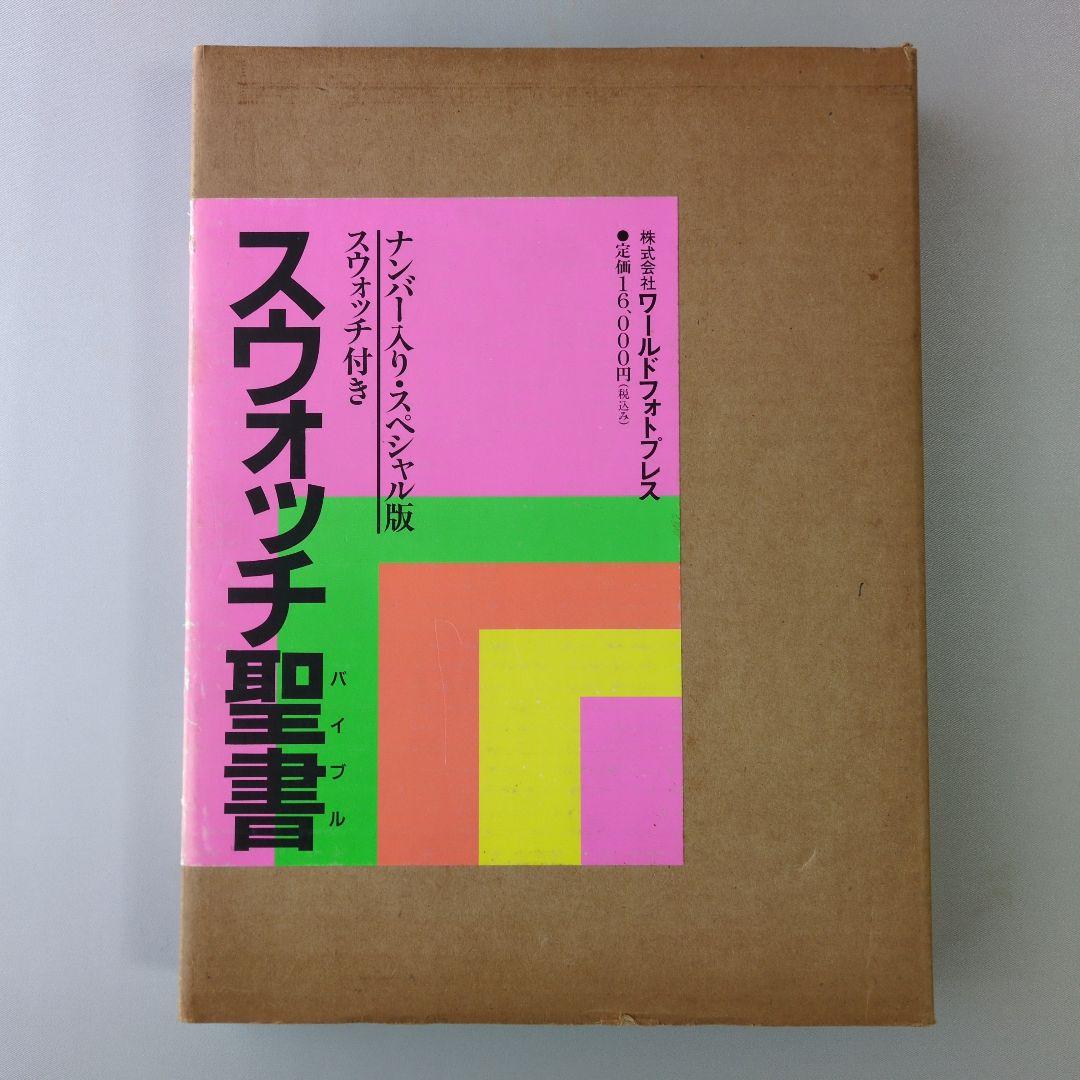 株式会社ワールドフォトプレス
●定価16、000円(税込み)
ナンバー入り・スペシャル版
スウォッチ付き
スウォッチ聖書
バイブル